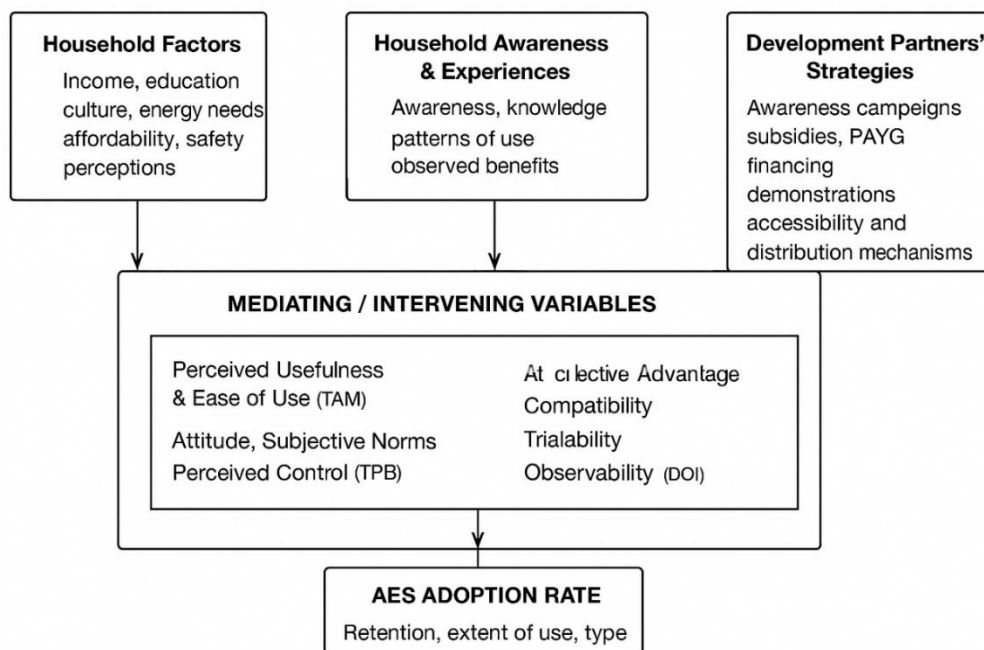 Household Factors
Income, education
culture, energy needs
affordability, safety
perceptions
Household Awareness
& Experiences
Awareness, knowledge
patterns of use
observed benefits
Development Partners'
Strategies
Awareness campaigns
subsidies, PAYG
financing
demonstrations
accessibility and
distribution mechanisms
MEDIATING / INTERVENING VARIABLES
Perceived Usefulness
& Ease of Use (TAM)
Attitude, Subjective Norms
Perceived Control (TPB)
Advantage
Compatibility
Trialability
Observability (DOI)
AES ADOPTION RATE
Retention, extent of use, type